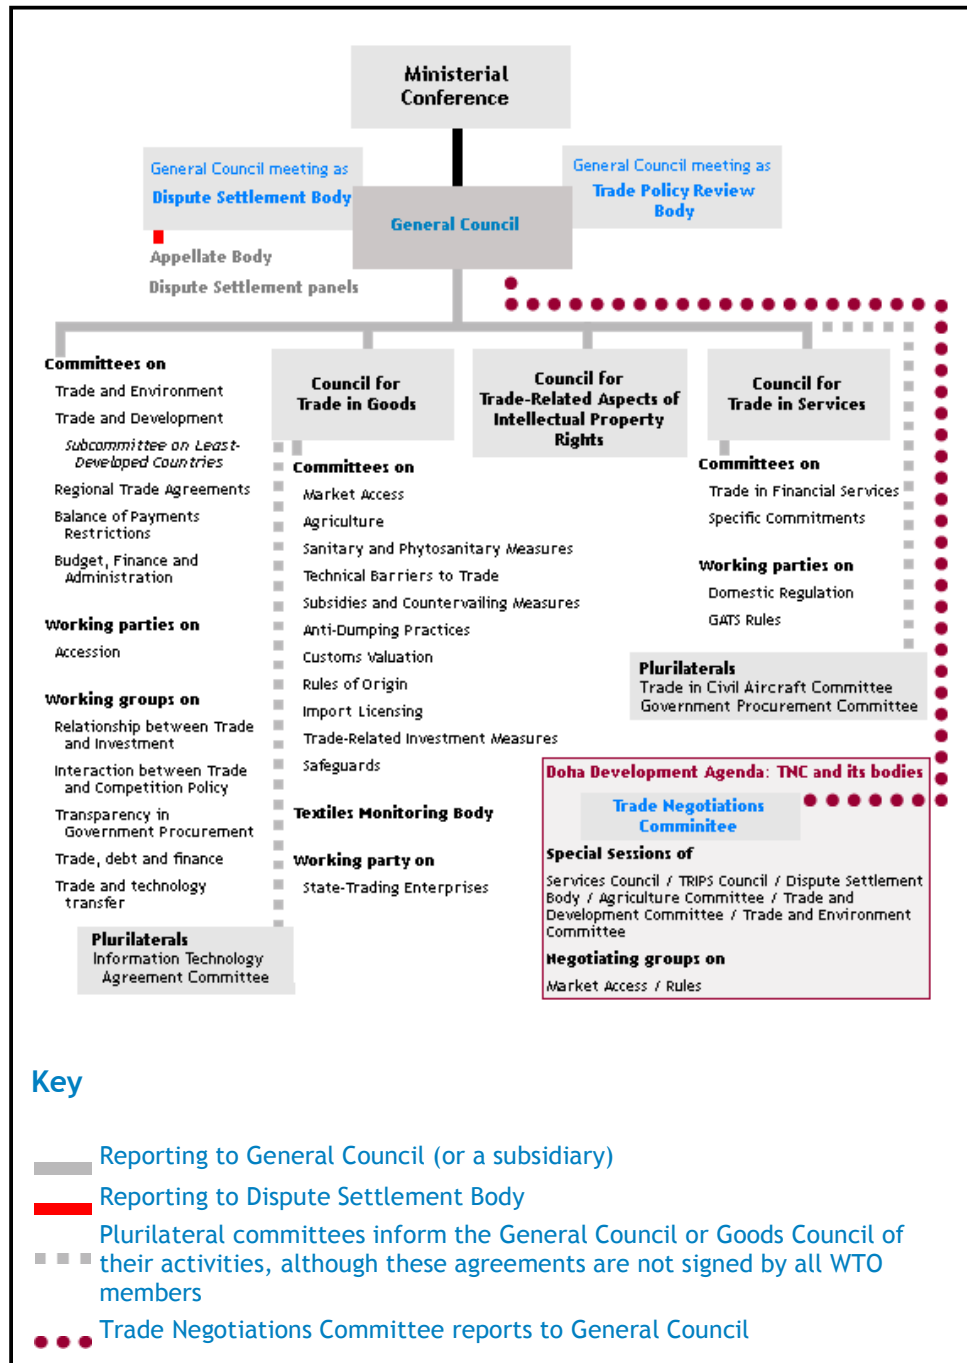 Ministerial
Conference
General Council meeting as
Dispute Settlement Body
General Council meeting as
Trade Policy Review
Body
General Council
Appellate Body
Dispute Settlement panels
Committees on
Trade and Environment
Trade and Development
Subcommittee on Least-
Developed Countries
Regional Trade Agreements
Balance of Payments
Restrictions
Budget, Finance and
Administration
Working parties on
Accession
Working groups on
Relationship between Trade
and Investment
Interaction between Trade
and Competition Policy
Transparency in
Government Procurement
Trade, debt and finance
Trade and technology
transfer
Plurilaterals
Information Technology
Agreement Committee
Council for
Trade in Goods
Committees on
Market Access
Agriculture
Sanitary and Phytosanitary Measures
Technical Barriers to Trade
Subsidies and Countervailing Measures
Anti-Dumping Practices
Customs Valuation
Rules of Origin
Import Licensing
Trade-Related Investment Measures
Safeguards
Textiles Monitoring Body
Working party on
State-Trading Enterprises
Council for
Trade-Related Aspects of
Intellectual Property
Rights
Council for
Trade in Services
Committees on
Trade in Financial Services
Specific Commitments
Working parties on
Domestic Regulation
GATS Rules
Plurilaterals
Trade in Civil Aircraft Committee
Government Procurement Committee
Doha Development Agenda: TNC and its bodies
Trade Negotiations
Comminitee
Special Sessions of
Services Council / TRIPS Council / Dispute Settlement
Body / Agriculture Committee / Trade and
Development Committee / Trade and Environment
Committee
Negotiating groups on
Market Access / Rules
Key
Reporting to General Council (or a subsidiary)
Reporting to Dispute Settlement Body
Plurilateral committees inform the General Council or Goods Council of
their activities, although these agreements are not signed by all WTO
members
Trade Negotiations Committee reports to General Council